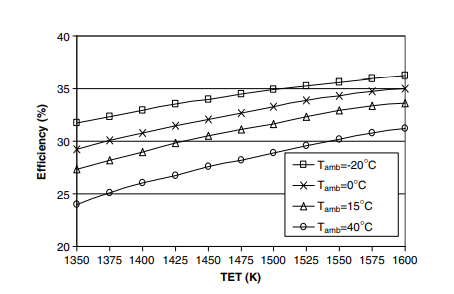 40
35
30
25
20
Efficiency (%)
1350 1375 1400 1425 1450 1475 1500 1525 1550 1575 1600
TET (K)
Tamb=-20°C
Tamb=0°C
Tamb=15°C
Tamb=40°C